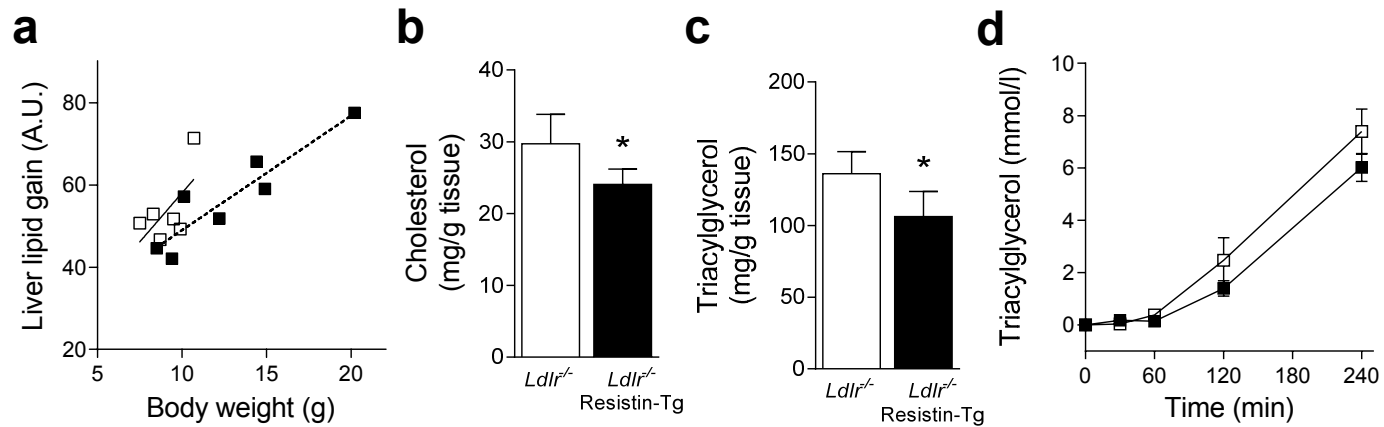 a
Liver lipid gain (A.U.)
80
60
40
20
5 10 15 20
Body weight (g)
b
Cholesterol
(mg/g tissue)
40
30
20
10
0
*
Ldlr-/- Ldlr-/-
Resistin-Tg
c
Triacylglycerol
(mg/g tissue)
200
150
100
50
0
*
Ldlr-/- Ldlr-/-
Resistin-Tg
d
Triacylglycerol (mmol/l)
10
8
6
4
2
0
0 60 120 180 240
Time (min)